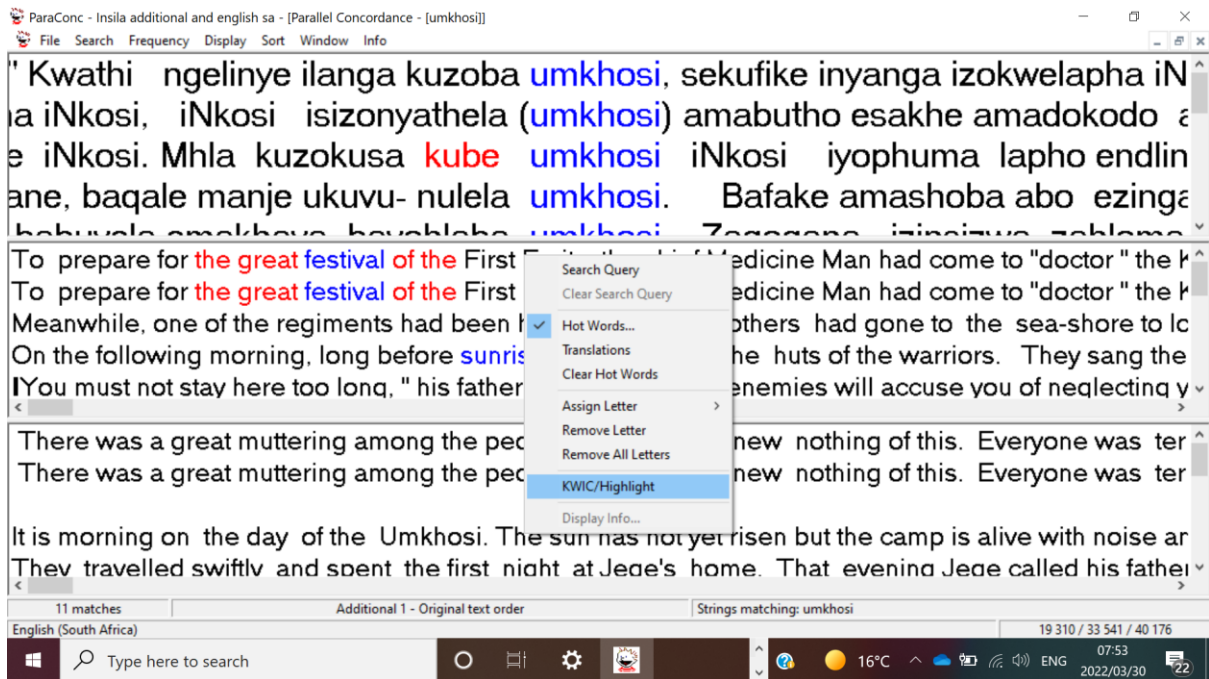 ParaConc - Insila additional and english sa - [Parallel Concordance - [umkhosi]]
File Search Frequency Display Sort Window Info
" Kwathi ngelinye ilanga kuzoba umkhosi, sekufike inyanga izokwelapha iN
a iNkosi, iNkosi isizonyathela (umkhosi) amabutho esakhe amadokodo
e iNkosi. Mhla kuzokusa kube umkhosi iNkosi iyophuma lapho endlin
ane, baqale manje ukuvu- nulela umkhosi. Bafake amashoba abo ezinga
umkhosi
To prepare for the great festival of the First Medicine Man had come to "doctor " the
To prepare for the great festival of the First edicine Man had come to "doctor " the
Meanwhile, one of the regiments had been others had gone to the sea-shore to lo
On the following morning, long before sunris he huts of the warriors. They sang the
IYou must not stay here too long, " his father enemies will accuse you of neglecting y
Search Query
Clear Search Query
Hot Words...
Translations
Clear Hot Words
Assign Letter
Remove Letter
Remove All Letters
KWIC/Highlight
Display Info...
There was a great muttering among the peo new nothing of this. Everyone was ter
There was a great muttering among the peo new nothing of this. Everyone was ter
It is morning on the day of the Umkhosi. The sun has not yet risen but the camp is alive with noise ar
They travelled swiftly and spent the first night at Jege's home. That evening Jege called his father
11 matches Additional 1 - Original text order Strings matching: umkhosi
English (South Africa) 19 310 / 33 541 / 40 176
Type here to search 16°C ENG 07:53
2022/03/30 22